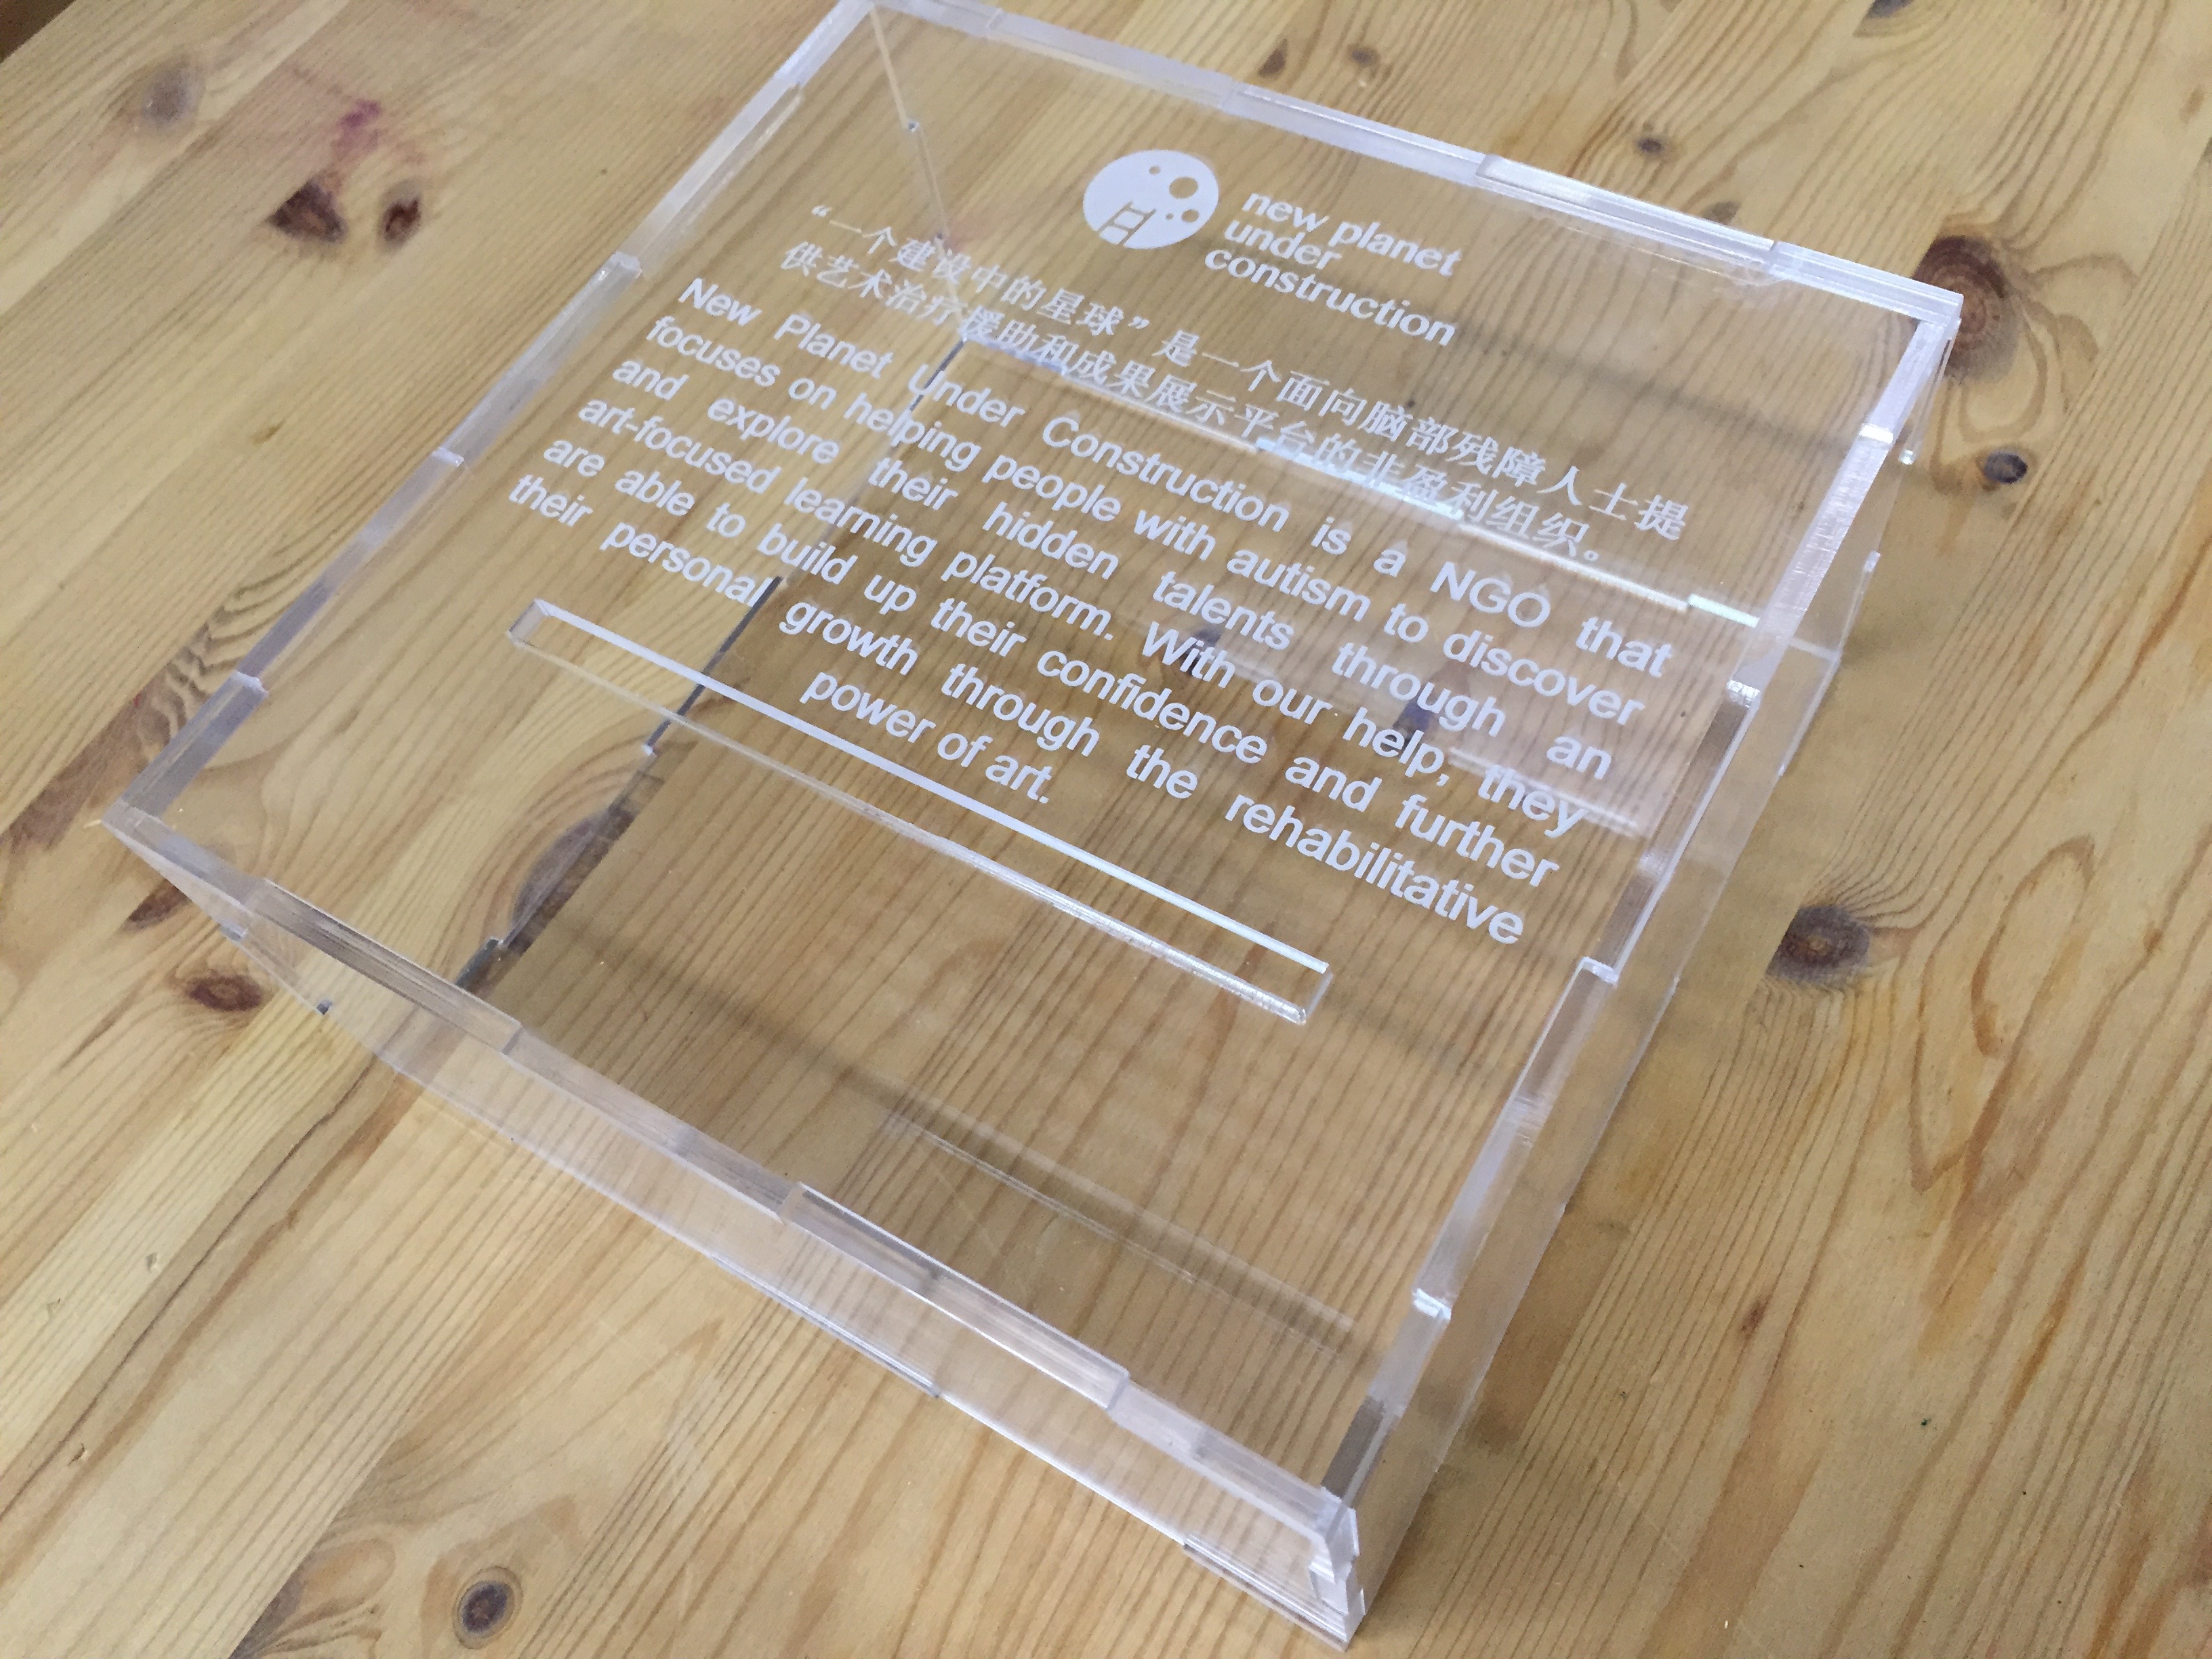 new planet
under
construction
“一个建设中的星球”是一个面向脑部残障人士提
供艺术治疗援助和成果展示平台的非盈利组织。
New Planet Under Construction is a NGO that
focuses on helping people with autism to discover
and explore their hidden talents through an
art-focused learning platform. With our help, they
are able to build up their confidence and further
their personal growth through the rehabilitative
power of art.